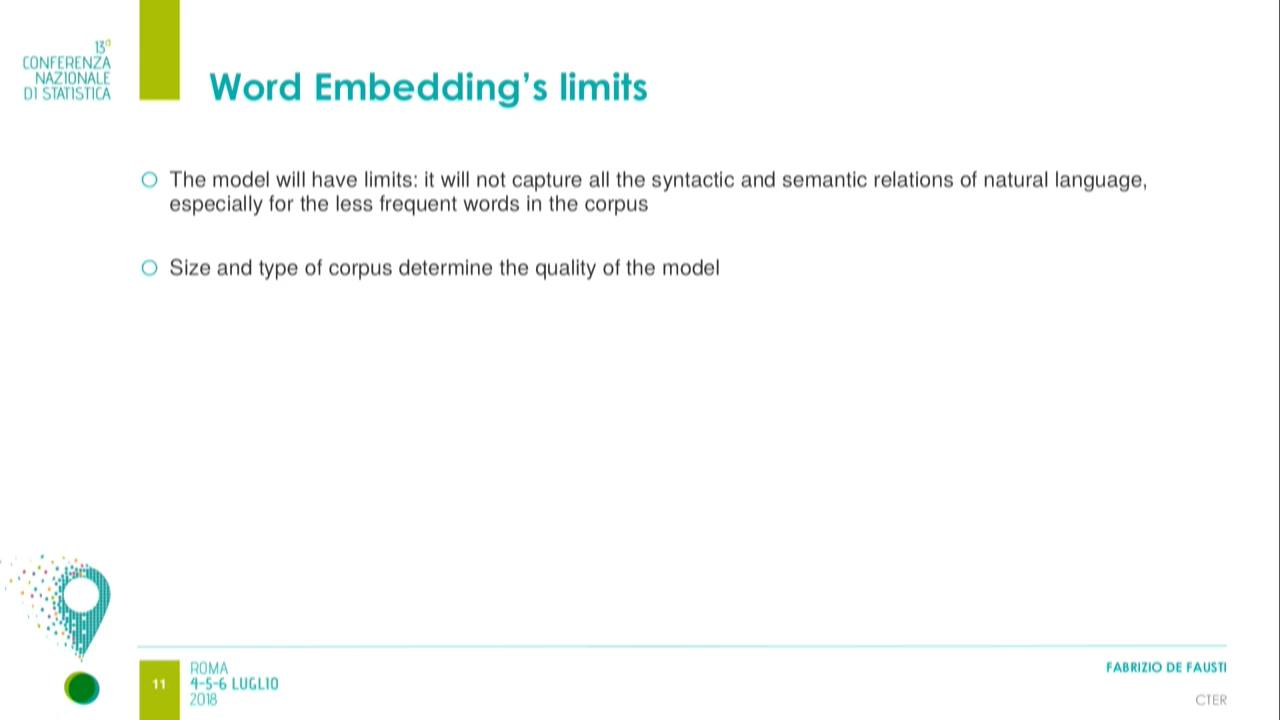 13ª
CONFERENZA
NAZIONALE
DI STATISTICA
Word Embedding’s limits
The model will have limits: it will not capture all the syntactic and semantic relations of natural language,
especially for the less frequent words in the corpus
Size and type of corpus determine the quality of the model
11
ROMA
4-5-6 LUGLIO
2018
FABRIZIO DE FAUSTI
CTER